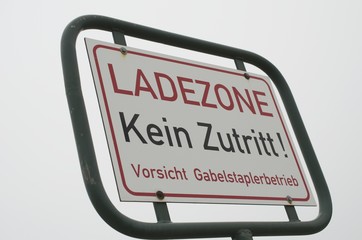 LADEZONE
Kein Zutritt!
Vorsicht Gabelstaplerbetrieb